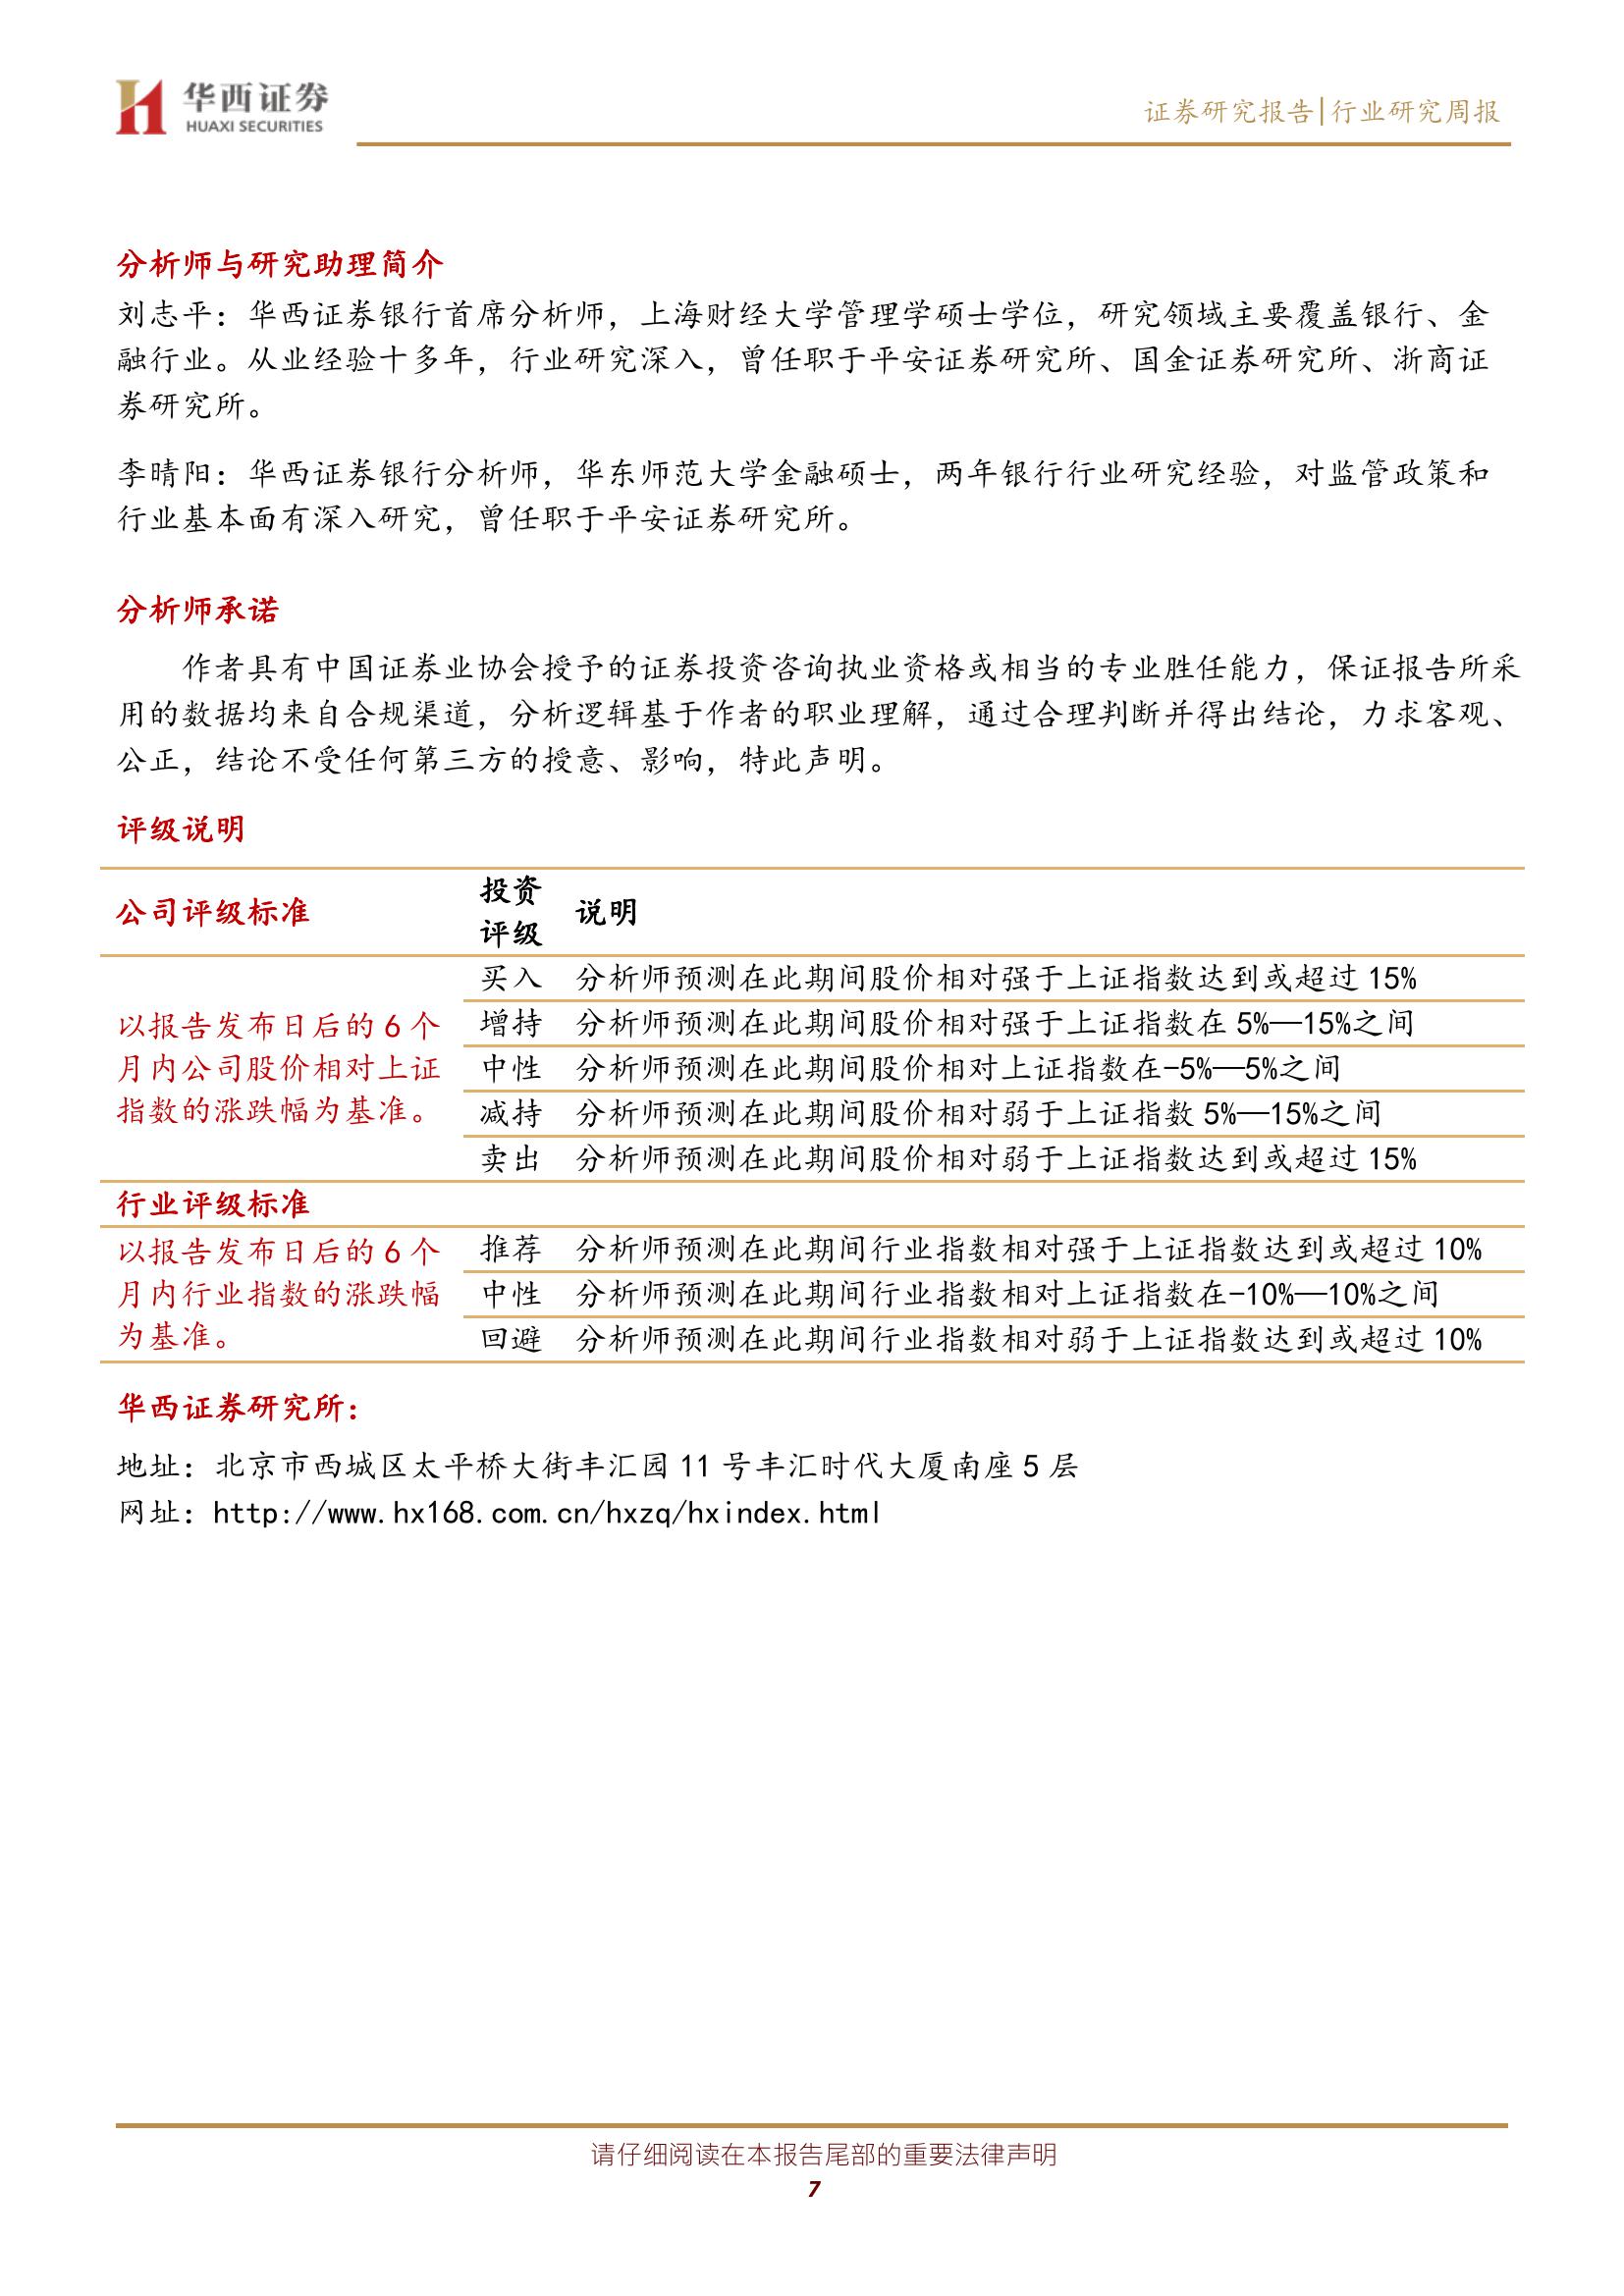 华西证券
HUAXI SECURITIES
证券研究报告|行业研究周报
分析师与研究助理简介
刘志平：华西证券银行首席分析师，上海财经大学管理学硕士学位，研究领域主要覆盖银行、金
融行业。从业经验十多年，行业研究深入，曾任职于平安证券研究所、国金证券研究所、浙商证
券研究所。
李晴阳：华西证券银行分析师，华东师范大学金融硕士，两年银行行业研究经验，对监管政策和
行业基本面有深入研究，曾任职于平安证券研究所。
分析师承诺
作者具有中国证券业协会授予的证券投资咨询执业资格或相当的专业胜任能力，保证报告所采
用的数据均来自合规渠道，分析逻辑基于作者的职业理解，通过合理判断并得出结论，力求客观、
公正，结论不受任何第三方的授意、影响，特此声明。
评级说明
公司评级标准
投资
评级
说明
以报告发布日后的 6 个
月内公司股价相对上证
指数的涨跌幅为基准。
买入 分析师预测在此期间股价相对强于上证指数达到或超过 15%
增持 分析师预测在此期间股价相对强于上证指数在 5%—15%之间
中性 分析师预测在此期间股价相对上证指数在-5%—5%之间
减持 分析师预测在此期间股价相对弱于上证指数 5%—15%之间
卖出 分析师预测在此期间股价相对弱于上证指数达到或超过 15%
行业评级标准
以报告发布日后的 6 个
月内行业指数的涨跌幅
为基准。
推荐 分析师预测在此期间行业指数相对强于上证指数达到或超过 10%
中性 分析师预测在此期间行业指数相对上证指数在-10%—10%之间
回避 分析师预测在此期间行业指数相对弱于上证指数达到或超过 10%
华西证券研究所：
地址：北京市西城区太平桥大街丰汇园 11 号丰汇时代大厦南座 5 层
网址：http://www.hx168.com.cn/hxzq/hxindex.html
请仔细阅读在本报告尾部的重要法律声明
7